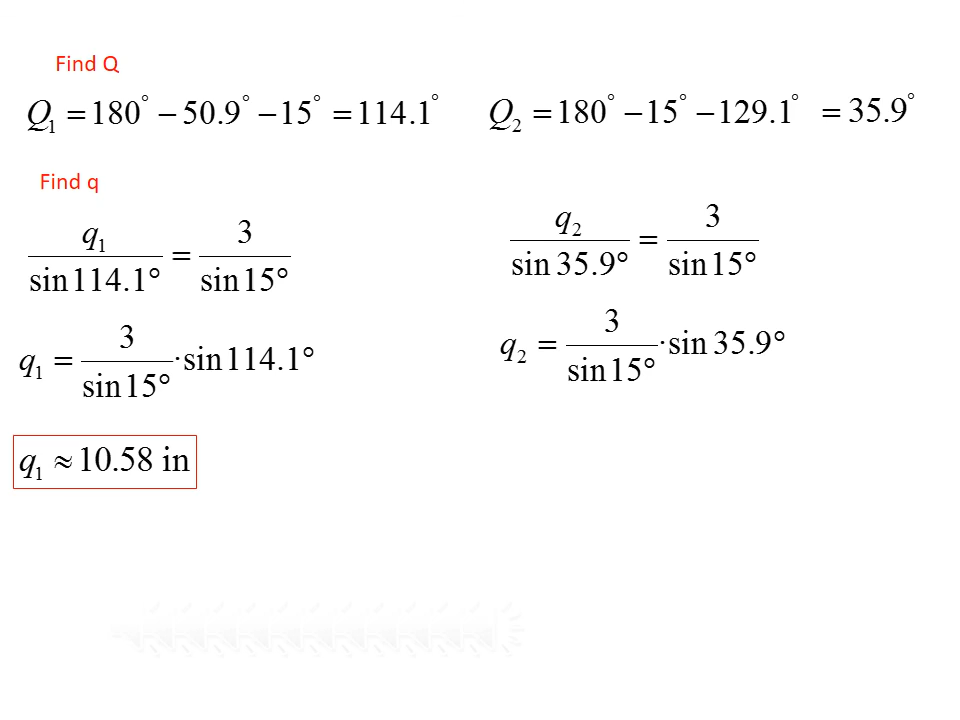 Find Q
Q₁ = 180° − 50.9° − 15° = 114.1°
Q₂ = 180° − 15° − 129.1° = 35.9°
Find q
q₁ / sin 114.1° = 3 / sin 15°
q₁ = 3 / sin 15° · sin 114.1°
q₁ ≈ 10.58 in
q₂ / sin 35.9° = 3 / sin 15°
q₂ = 3 / sin 15° · sin 35.9°